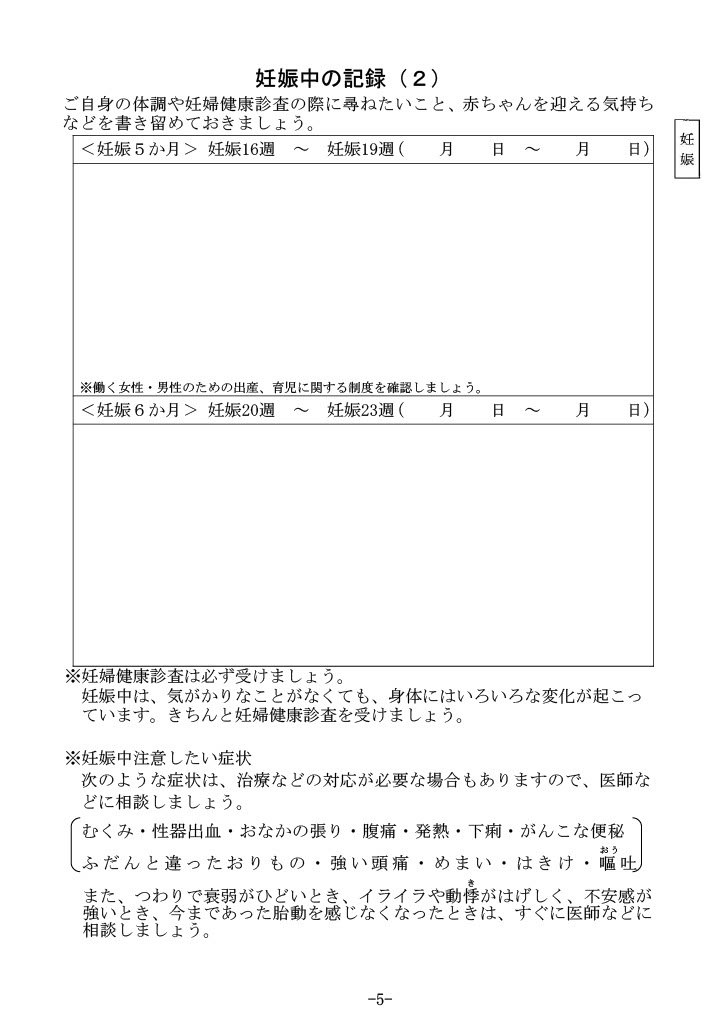 妊娠中の記録（２）
ご自身の体調や妊婦健康診査の際に尋ねたいこと、赤ちゃんを迎える気持ち
などを書き留めておきましょう。
妊
娠
＜妊娠５か月＞ 妊娠16週　～　妊娠19週(　　月　　日　～　　月　　日)
※働く女性・男性のための出産、育児に関する制度を確認しましょう。
＜妊娠６か月＞ 妊娠20週　～　妊娠23週(　　月　　日　～　　月　　日)
※妊婦健康診査は必ず受けましょう。
妊娠中は、気がかりなことがなくても、身体にはいろいろな変化が起こっ
ています。きちんと妊婦健康診査を受けましょう。
※妊娠中注意したい症状
次のような症状は、治療などの対応が必要な場合もありますので、医師な
どに相談しましょう。
むくみ・性器出血・おなかの張り・腹痛・発熱・下痢・がんこな便秘
おう
ふだんと違ったおりもの・強い頭痛・めまい・はきけ・嘔吐
き
また、つわりで衰弱がひどいとき、イライラや動悸がはげしく、不安感が
強いとき、今まであった胎動を感じなくなったときは、すぐに医師などに
相談しましょう。
-5-